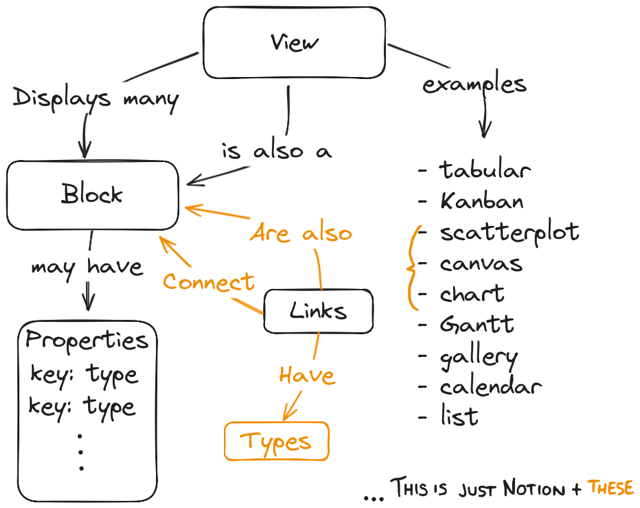 View
Displays many
examples
is also a
- tabular
- Kanban
- scatterplot
- canvas
- chart
- Gantt
- gallery
- calendar
- list
Block
Are also
may have
Connect
Links
Properties
key: type
key: type
Have
Types
... THIS IS JUST NOTION + THESE